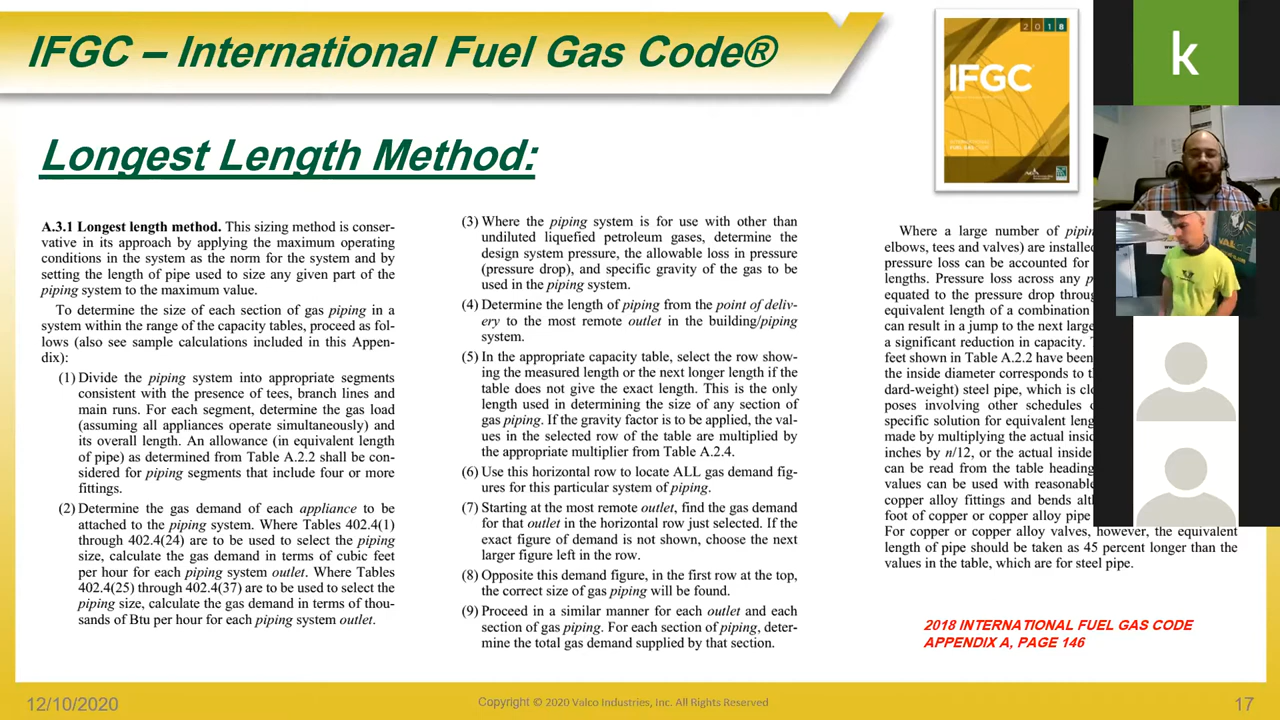 IFGC – International Fuel Gas Code®
2018
IFGC
k
Longest Length Method:
A.3.1 Longest length method. This sizing method is conser-
vative in its approach by applying the maximum operating
conditions in the system as the norm for the system and by
setting the length of pipe used to size any given part of the
piping system to the maximum value.
To determine the size of each section of gas piping in a
system within the range of the capacity tables, proceed as fol-
lows (also see sample calculations included in this Appen-
dix):
(1) Divide the piping system into appropriate segments
consistent with the presence of tees, branch lines and
main runs. For each segment, determine the gas load
(assuming all appliances operate simultaneously) and
its overall length. An allowance (in equivalent length
of pipe) as determined from Table A.2.2 shall be con-
sidered for piping segments that include four or more
fittings.
(2) Determine the gas demand of each appliance to be
attached to the piping system. Where Tables 402.4(1)
through 402.4(24) are to be used to select the piping
size, calculate the gas demand in terms of cubic feet
per hour for each piping system outlet. Where Tables
402.4(25) through 402.4(37) are to be used to select the
piping size, calculate the gas demand in terms of thou-
sands of Btu per hour for each piping system outlet.
(3) Where the piping system is for use with other than
undiluted liquefied petroleum gases, determine the
design system pressure, the allowable loss in pressure
(pressure drop), and specific gravity of the gas to be
used in the piping system.
(4) Determine the length of piping from the point of deliv-
ery to the most remote outlet in the building/piping
system.
(5) In the appropriate capacity table, select the row show-
ing the measured length or the next longer length if the
table does not give the exact length. This is the only
length used in determining the size of any section of
gas piping. If the gravity factor is to be applied, the val-
ues in the selected row of the table are multiplied by
the appropriate multiplier from Table A.2.4.
(6) Use this horizontal row to locate ALL gas demand fig-
ures for this particular system of piping.
(7) Starting at the most remote outlet, find the gas demand
for that outlet in the horizontal row just selected. If the
exact figure of demand is not shown, choose the next
larger figure left in the row.
(8) Opposite this demand figure, in the first row at the top,
the correct size of gas piping will be found.
(9) Proceed in a similar manner for each outlet and each
section of gas piping. For each section of piping, deter-
mine the total gas demand supplied by that section.
Where a large number of
elbows, tees and valves) are installed
pressure loss can be accounted for
lengths. Pressure loss across any
equated to the pressure drop
equivalent length of a combination
can result in a jump to the next
a significant reduction in capacity.
feet shown in Table A.2.2 have been
the inside diameter corresponds to
dard-weight) steel pipe, which is
poses involving other schedules
specific solution for equivalent
made by multiplying the actual
inches by n/12, or the actual inside
can be read from the table
values can be used with
copper alloy fittings and bends
foot of copper or copper alloy pipe
For copper or copper alloy valves, however, the equivalent
length of pipe should be taken as 45 percent longer than the
values in the table, which are for steel pipe.
2018 INTERNATIONAL FUEL GAS CODE
APPENDIX A, PAGE 146
12/10/2020
Copyright © 2020 Valco Industries, Inc. All Rights Reserved
17